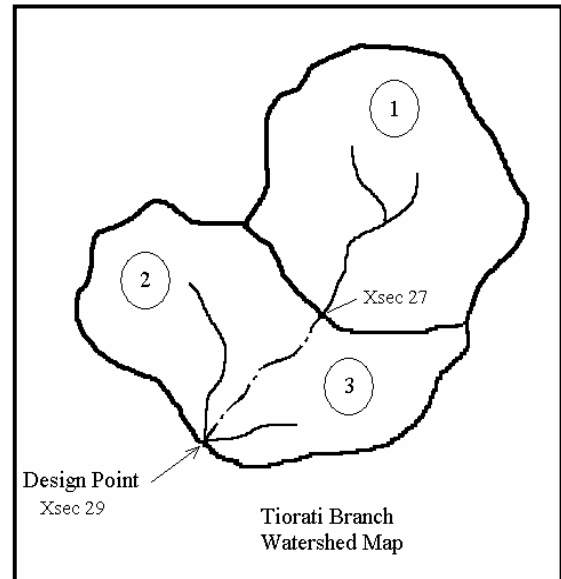 1
Xsec 27
2
3
Design Point
Xsec 29
Tiorati Branch
Watershed Map